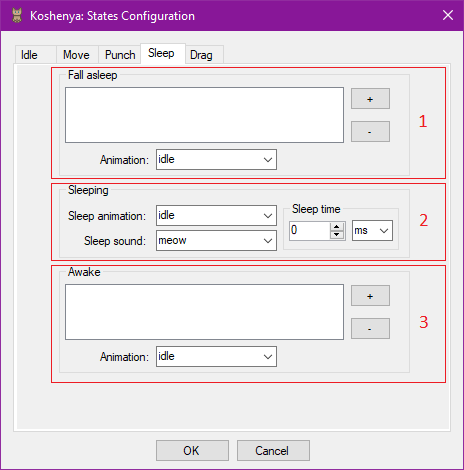 Koshenya: States Configuration
Idle Move Punch Sleep Drag
Fall asleep
+
1
-
Animation: idle
Sleeping
Sleep time
Sleep animation: idle
0 ms
2
Sleep sound: meow
Awake
+
3
-
Animation: idle
OK Cancel